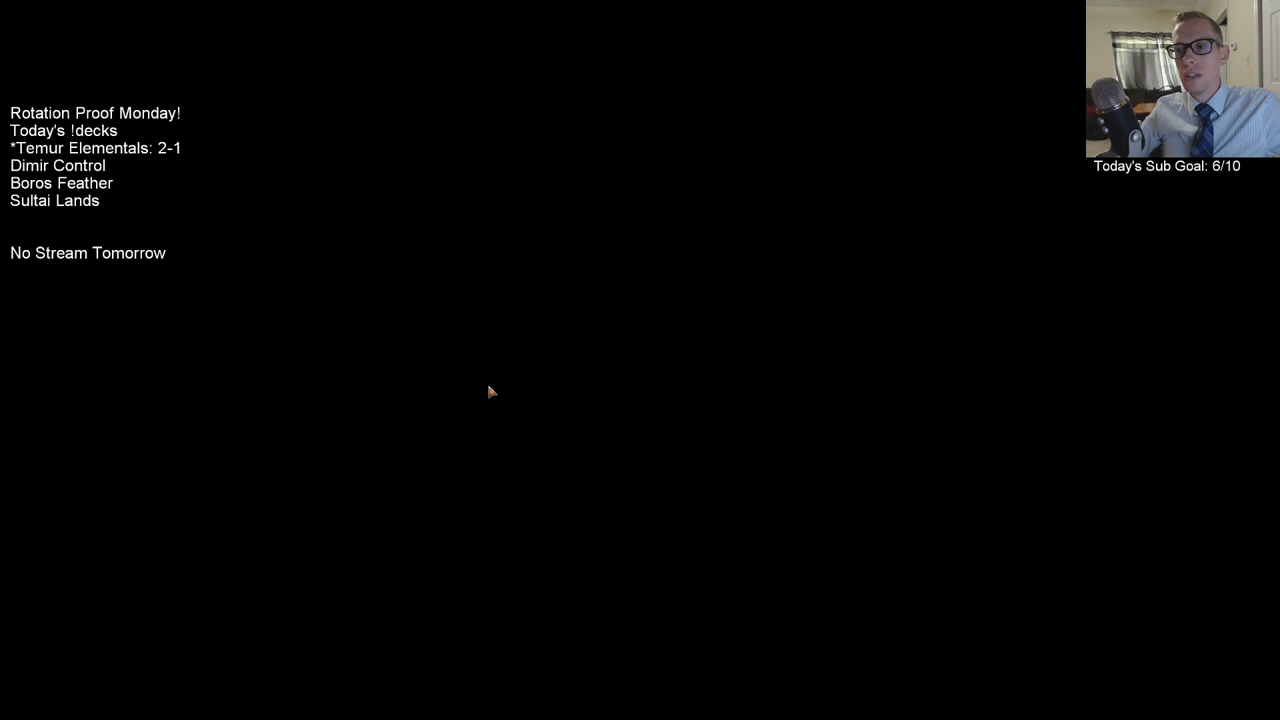 Rotation Proof Monday!
Today's !decks
*Temur Elementals: 2-1
Dimir Control
Boros Feather
Sultai Lands
No Stream Tomorrow
Today's Sub Goal: 6/10